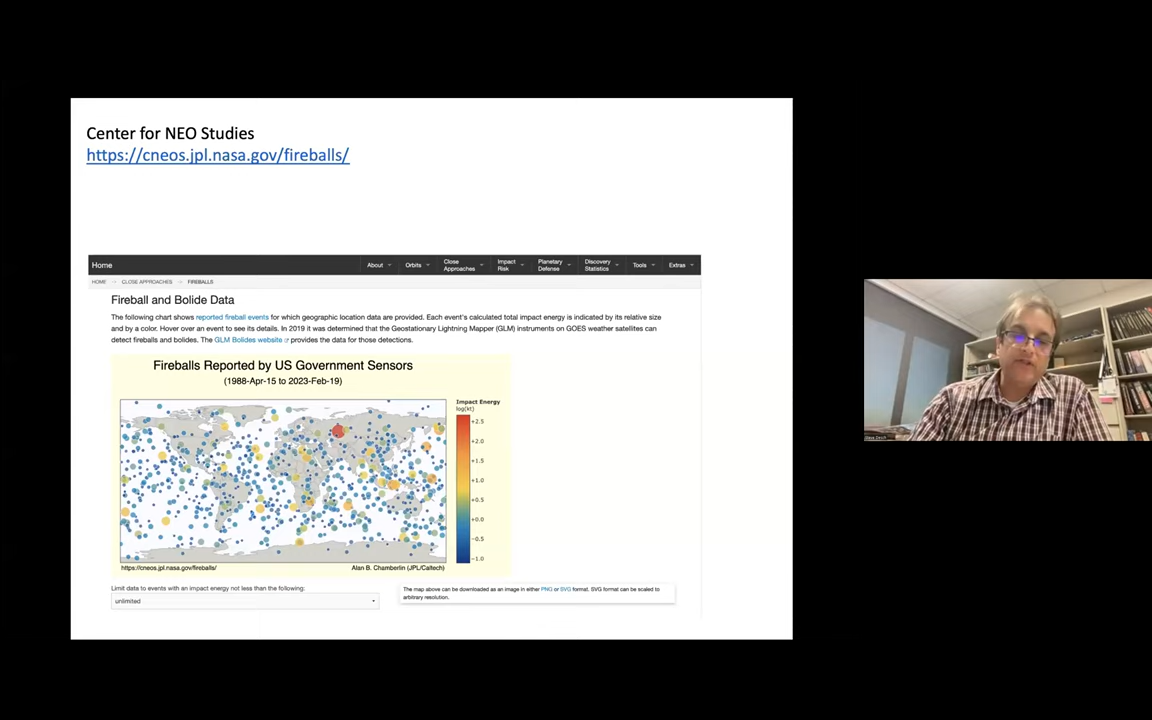 Center for NEO Studies
https://cneos.jpl.nasa.gov/fireballs/
Home About Orbits Close Approaches Impact Risk Planetary Defense Discovery Statistics Tools Extras
HOME → CLOSE APPROACHES → FIREBALLS
Fireball and Bolide Data
The following chart shows reported fireball events for which geographic location data are provided. Each event's calculated total impact energy is indicated by its relative size
and by a color. Hover over an event to see its details. In 2019 it was determined that the Geostationary Lightning Mapper (GLM) instruments on GOES weather satellites can
detect fireballs and bolides. The GLM Bolides website provides the data for those detections.
Fireballs Reported by US Government Sensors
(1988-Apr-15 to 2023-Feb-19)
Impact Energy
log(kt)
+2.5
+2.0
+1.5
+1.0
+0.5
+0.0
-0.5
-1.0
https://cneos.jpl.nasa.gov/fireballs/ Alan B. Chamberlin (JPL/Caltech)
Limit data to events with an impact energy not less than the following:
unlimited
The map above can be downloaded as an image in either PNG or SVG format. SVG format can be scaled to
arbitrary resolution.